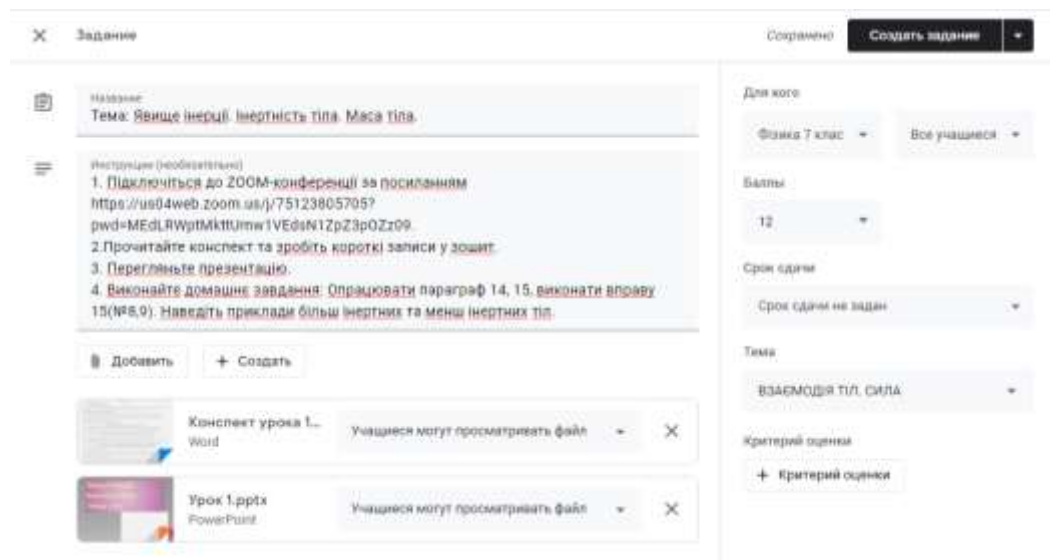 Задание
Сохранено
Создать задание
Название
Тема: Явище інерції. Інертність тіла. Маса тіла.
Инструкции (необязательно)
1. Підключіться до ZOOM-конференції за посиланням
https://us04web.zoom.us/j/75123805705?
2.Прочитайте конспект та зробіть короткі записи у зошит.
3. Перегляньте презентацію.
4. Виконайте домашнє завдання: Опрацювати параграф 14, 15, виконати вправу
15(№8,9). Наведіть приклади більш інертних та менш інертних тіл.
Добавить
+ Создать
Конспект урока 1...
Word
Учащиеся могут просматривать файл
Урок 1.pptx
PowerPoint
Учащиеся могут просматривать файл
Для кого
Фізика 7 клас
Все учащиеся
Баллы
12
Срок сдачи
Срок сдачи не задан
Тема
ВЗАЄМОДІЯ ТІЛ. СИЛА
Критерий оценки
+ Критерий оценки